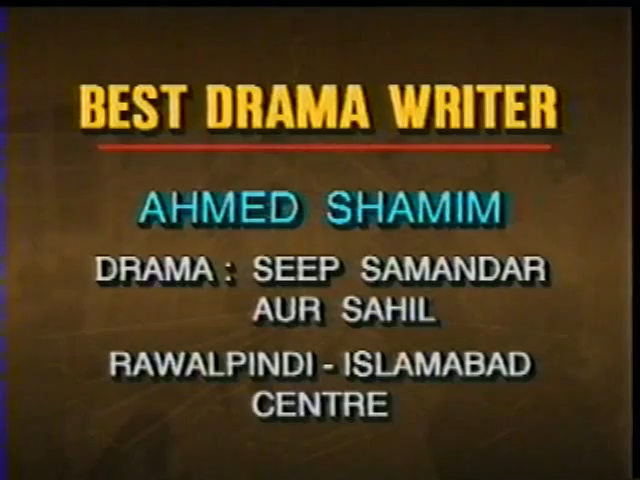 BEST DRAMA WRITER
AHMED SHAMIM
DRAMA : SEEP SAMANDAR
AUR SAHIL
RAWALPINDI - ISLAMABAD
CENTRE